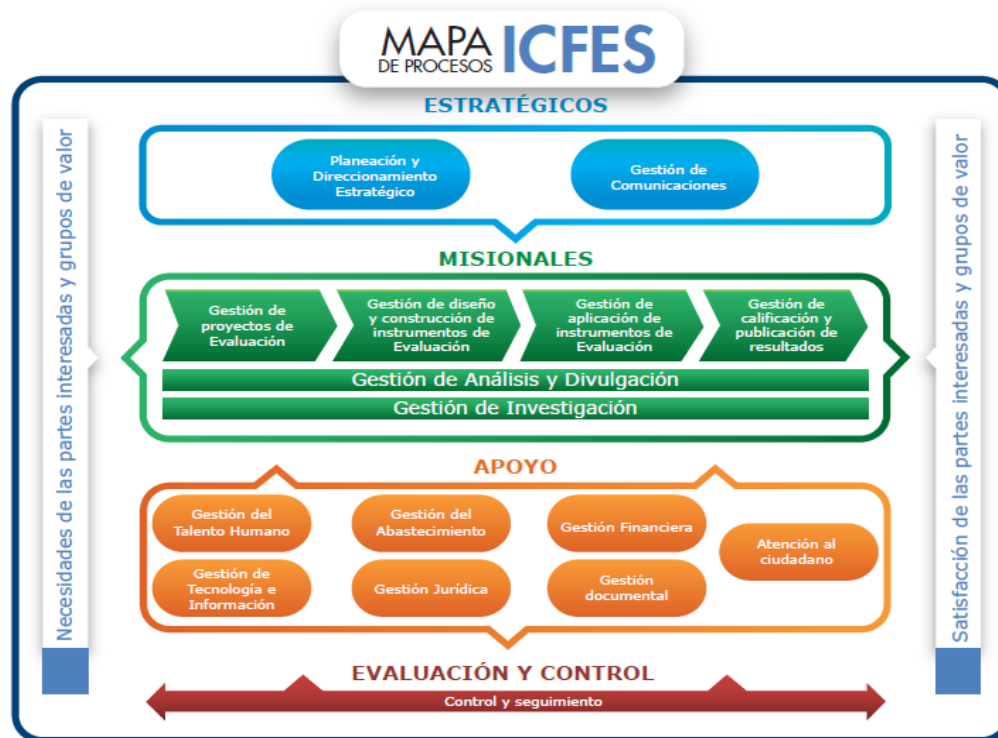 MAPA
DE PROCESOS
ICFES
ESTRATÉGICOS
Planeación y
Direccionamiento
Estratégico
Gestión de
Comunicaciones
Necesidades de las partes interesadas y grupos de valor
MISIONALES
Gestión de
proyectos de
Evaluación
Gestión de diseño
y construcción de
instrumentos de
Evaluación
Gestión de
aplicación de
instrumentos de
Evaluación
Gestión de
calificación y
publicación de
resultados
Gestión de Análisis y Divulgación
Gestión de Investigación
APOYO
Gestión del
Talento Humano
Gestión del
Abastecimiento
Gestión Financiera
Atención al
ciudadano
Gestión de
Tecnología e
Información
Gestión Jurídica
Gestión
documental
EVALUACIÓN Y CONTROL
Control y seguimiento
Satisfacción de las partes interesadas y grupos de valor